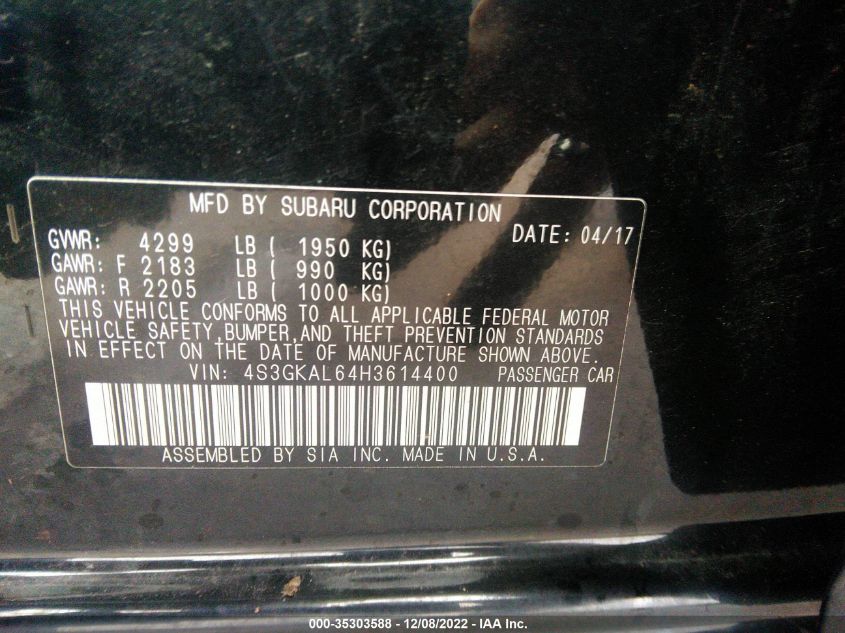 MFD BY SUBARU CORPORATION
DATE: 04/17
GVWR: 4299 LB ( 1950 KG)
GAWR: F 2183 LB ( 990 KG)
GAWR: R 2205 LB ( 1000 KG)
THIS VEHICLE CONFORMS TO ALL APPLICABLE FEDERAL MOTOR
VEHICLE SAFETY,BUMPER,AND THEFT PREVENTION STANDARDS
IN EFFECT ON THE DATE OF MANUFACTURE SHOWN ABOVE.
VIN: 4S3GKAL64H3614400 PASSENGER CAR
ASSEMBLED BY SIA INC. MADE IN U.S.A.
000-35303588 - 12/08/2022 - IAA Inc.